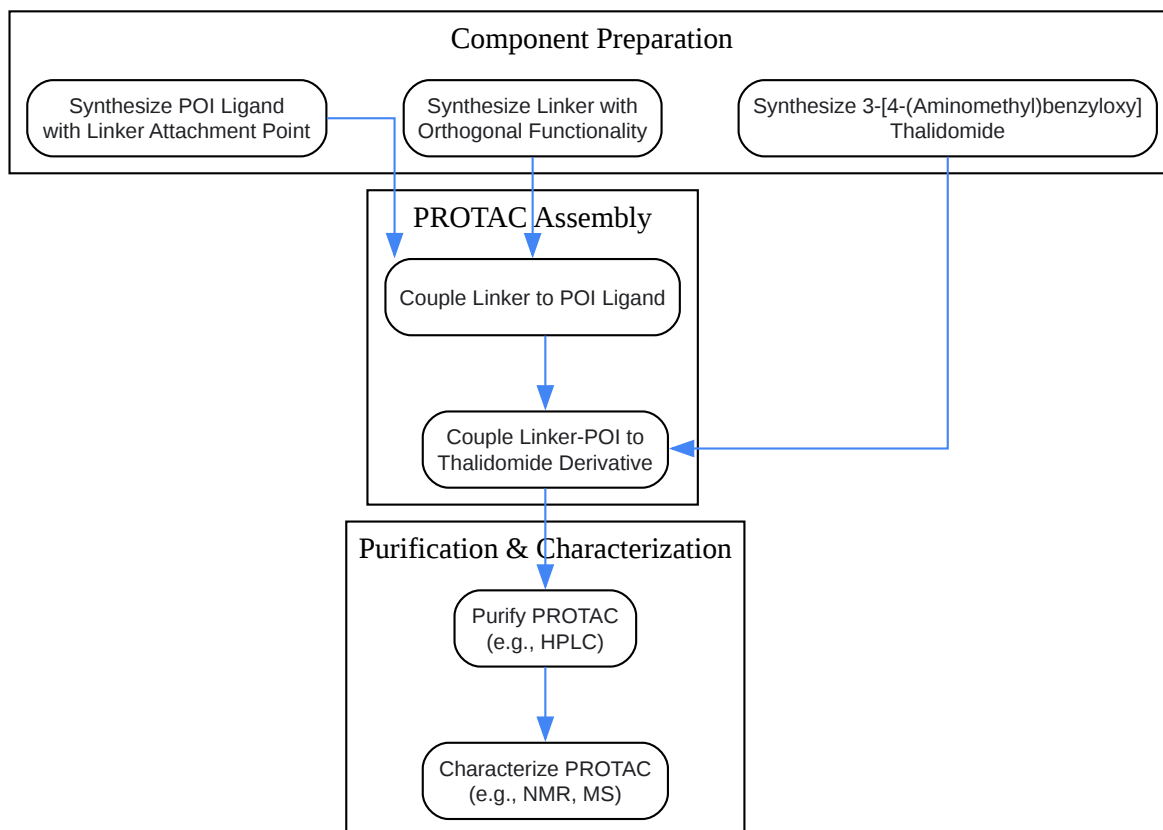 Component Preparation
Synthesize POI Ligand
with Linker Attachment Point
Synthesize Linker with
Orthogonal Functionality
Synthesize 3-[4-(Aminomethyl)benzyloxy]
Thalidomide
PROTAC Assembly
Couple Linker to POI Ligand
Couple Linker-POI to
Thalidomide Derivative
Purification & Characterization
Purify PROTAC
(e.g., HPLC)
Characterize PROTAC
(e.g., NMR, MS)